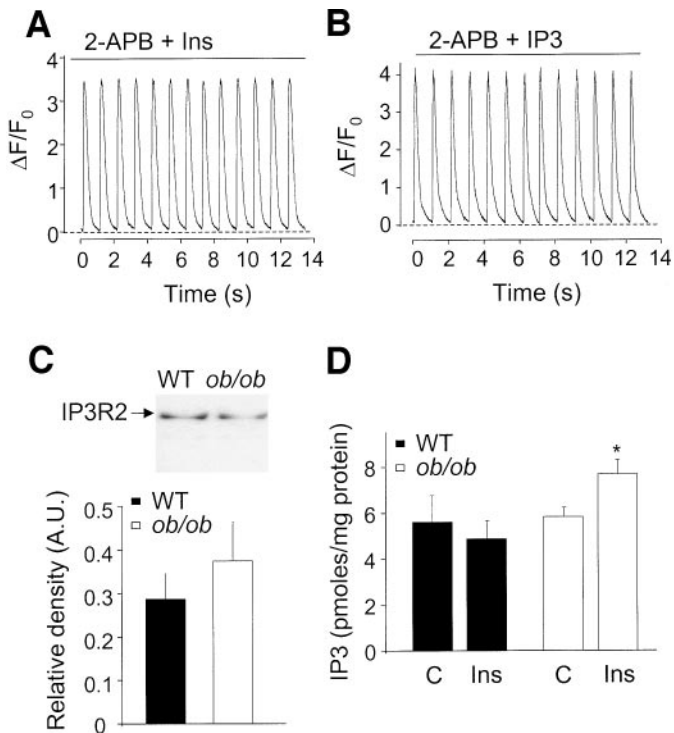 A
2-APB + Ins
4
3
2
1
0
ΔF/F0
0 2 4 6 8 10 12 14
Time (s)
B
2-APB + IP3
4
3
2
1
0
ΔF/F0
0 2 4 6 8 10 12 14
Time (s)
C
WT ob/ob
IP3R2
WT
ob/ob
0.5
0.4
0.3
0.2
0.1
0
Relative density (A.U.)
D
WT
ob/ob
*
8
6
4
2
0
IP3 (pmoles/mg protein)
C Ins C Ins